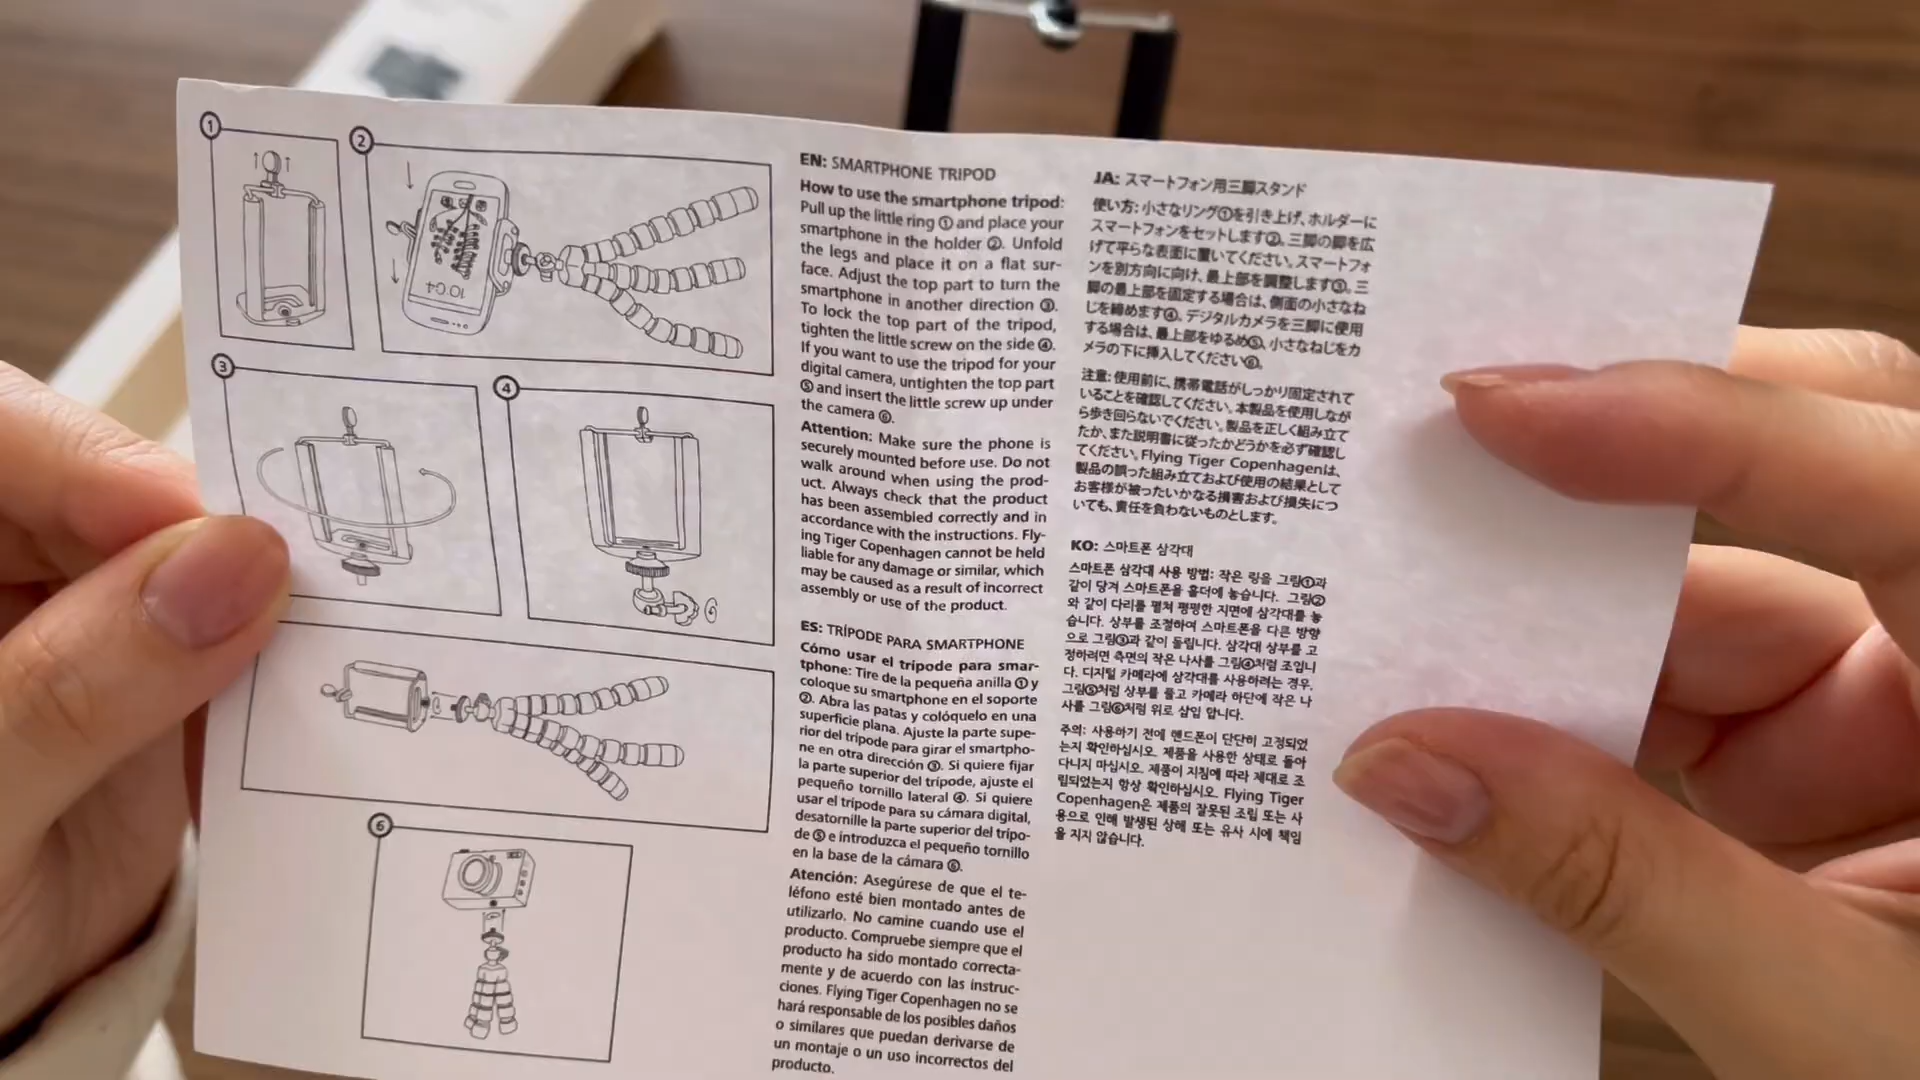 1
2
3
4
6
EN: SMARTPHONE TRIPOD
How to use the smartphone tripod:
Pull up the little ring ① and place your
smartphone in the holder ②. Unfold
the legs and place it on a flat sur-
face. Adjust the top part to turn the
smartphone in another direction ③.
To lock the top part of the tripod,
tighten the little screw on the side ④.
If you want to use the tripod for your
digital camera, untighten the top part
⑤ and insert the little screw up under
the camera ⑥.
Attention: Make sure the phone is
securely mounted before use. Do not
walk around when using the prod-
uct. Always check that the product
has been assembled correctly and in
accordance with the instructions. Fly-
ing Tiger Copenhagen cannot be held
liable for any damage or similar, which
may be caused as a result of incorrect
assembly or use of the product.
ES: TRÍPODE PARA SMARTPHONE
Cómo usar el trípode para smar-
tphone: Tire de la pequeña anilla ① y
coloque su smartphone en el soporte
②. Abra las patas y colóquelo en una
superficie plana. Ajuste la parte supe-
rior del trípode para girar el smartpho-
ne en otra dirección ③. Si quiere fijar
la parte superior del trípode, ajuste el
pequeño tornillo lateral ④. Si quiere
usar el trípode para su cámara digital,
desatornille la parte superior del trípo-
de ⑤ e introduzca el pequeño tornillo
en la base de la cámara ⑥.
Atención: Asegúrese de que el te-
léfono esté bien montado antes de
utilizarlo. No camine cuando use el
producto. Compruebe siempre que el
producto ha sido montado correcta-
mente y de acuerdo con las instruc-
ciones. Flying Tiger Copenhagen no se
hará responsable de los posibles daños
o similares que puedan derivarse de
un montaje o un uso incorrectos del
producto.
JA: スマートフォン用三脚スタンド
使い方: 小さなリング①を引き上げ、ホルダーに
スマートフォンをセットします②。三脚の脚を広
げて平らな表面に置いてください。スマートフォ
ンを別方向に向け、最上部を調整します③。三
脚の最上部を固定する場合は、側面の小さなね
じを締めます④。デジタルカメラを三脚に使用
する場合は、最上部をゆるめ⑤、小さなねじをカ
メラの下に挿入してください⑥。
注意: 使用前に、携帯電話がしっかり固定されて
いることを確認してください。本製品を使用しなが
ら歩き回らないでください。製品を正しく組み立て
たか、また説明書に従ったかどうかを必ず確認し
てください。Flying Tiger Copenhagenは、
製品の誤った組み立ておよび使用の結果として
お客様が被ったいかなる損害および損失につ
いても、責任を負わないものとします。
KO: 스마트폰 삼각대
스마트폰 삼각대 사용 방법: 작은 링을 그림①과
같이 당겨 스마트폰을 홀더에 놓습니다. 그림②
와 같이 다리를 펼쳐 평평한 지면에 삼각대를 놓
습니다. 상부를 조절하여 스마트폰을 다른 방향
으로 그림③과 같이 돌립니다. 삼각대 상부를 고
정하려면 측면의 작은 나사를 그림④처럼 조입니
다. 디지털 카메라에 삼각대를 사용하려는 경우,
그림⑤처럼 상부를 풀고 카메라 하단에 작은 나
사를 그림⑥처럼 위로 삽입 합니다.
주의: 사용하기 전에 핸드폰이 단단히 고정되었
는지 확인하십시오. 제품을 사용한 상태로 돌아
다니지 마십시오. 제품이 지침에 따라 제대로 조
립되었는지 항상 확인하십시오. Flying Tiger
Copenhagen은 제품의 잘못된 조립 또는 사
용으로 인해 발생된 상해 또는 유사 시에 책임
을 지지 않습니다.